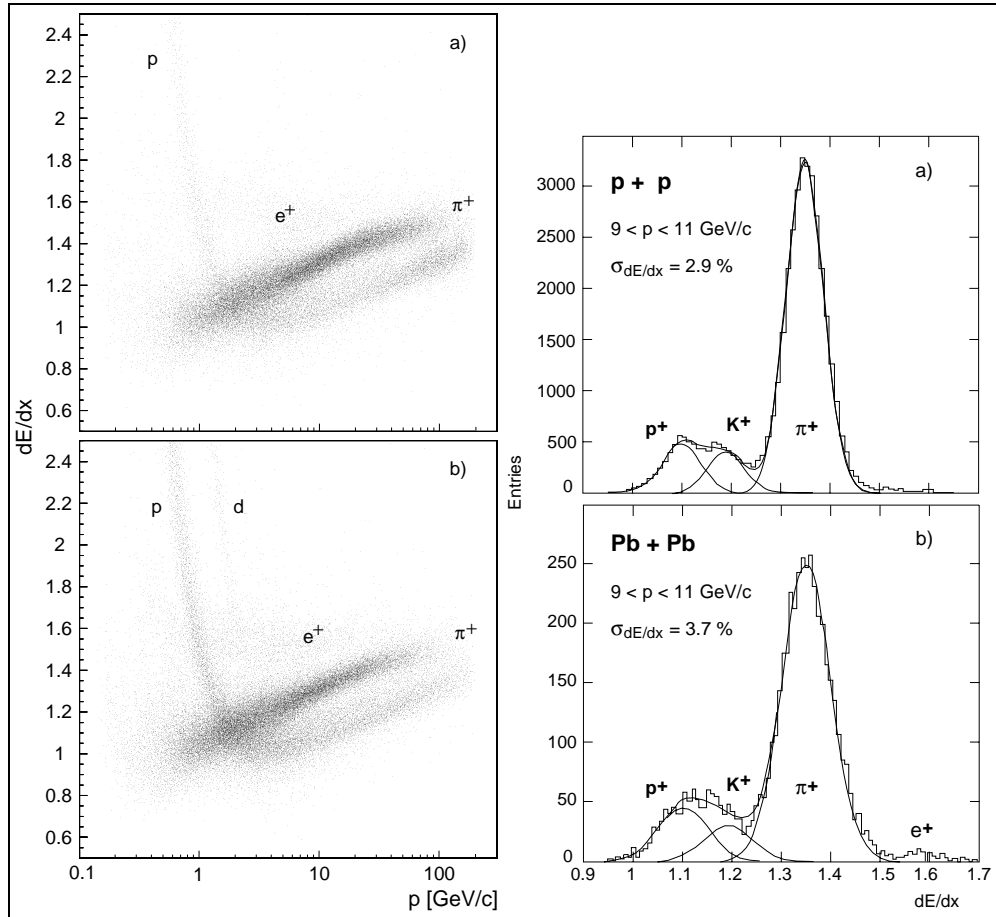 dE/dx
2.4
2.2
2
1.8
1.6
1.4
1.2
1
0.8
0.6
p
a)
e+
π+
2.4
2.2
2
1.8
1.6
1.4
1.2
1
0.8
0.6
p
d
b)
e+
π+
0.1
1
10
100
p [GeV/c]
Entries
3000
2500
2000
1500
1000
500
0
p + p
a)
9 < p < 11 GeV/c
σdE/dx = 2.9 %
p+
K+
π+
250
200
150
100
50
0
Pb + Pb
b)
9 < p < 11 GeV/c
σdE/dx = 3.7 %
p+
K+
π+
e+
0.9
1
1.1
1.2
1.3
1.4
1.5
1.6
1.7
dE/dx